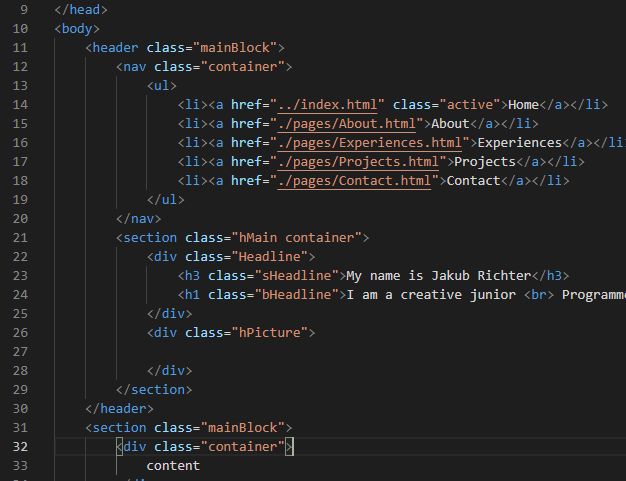 9 </head>
10 <body>
11 <header class="mainBlock">
12 <nav class="container">
13 <ul>
14 <li><a href="../index.html" class="active">Home</a></li>
15 <li><a href="./pages/About.html">About</a></li>
16 <li><a href="./pages/Experiences.html">Experiences</a></li
17 <li><a href="./pages/Projects.html">Projects</a></li>
18 <li><a href="./pages/Contact.html">Contact</a></li>
19 </ul>
20 </nav>
21 <section class="hMain container">
22 <div class="Headline">
23 <h3 class="sHeadline">My name is Jakub Richter</h3>
24 <h1 class="bHeadline">I am a creative junior <br> Programme
25 </div>
26 <div class="hPicture">
27
28 </div>
29 </section>
30 </header>
31 <section class="mainBlock">
32 <div class="container">
33 content